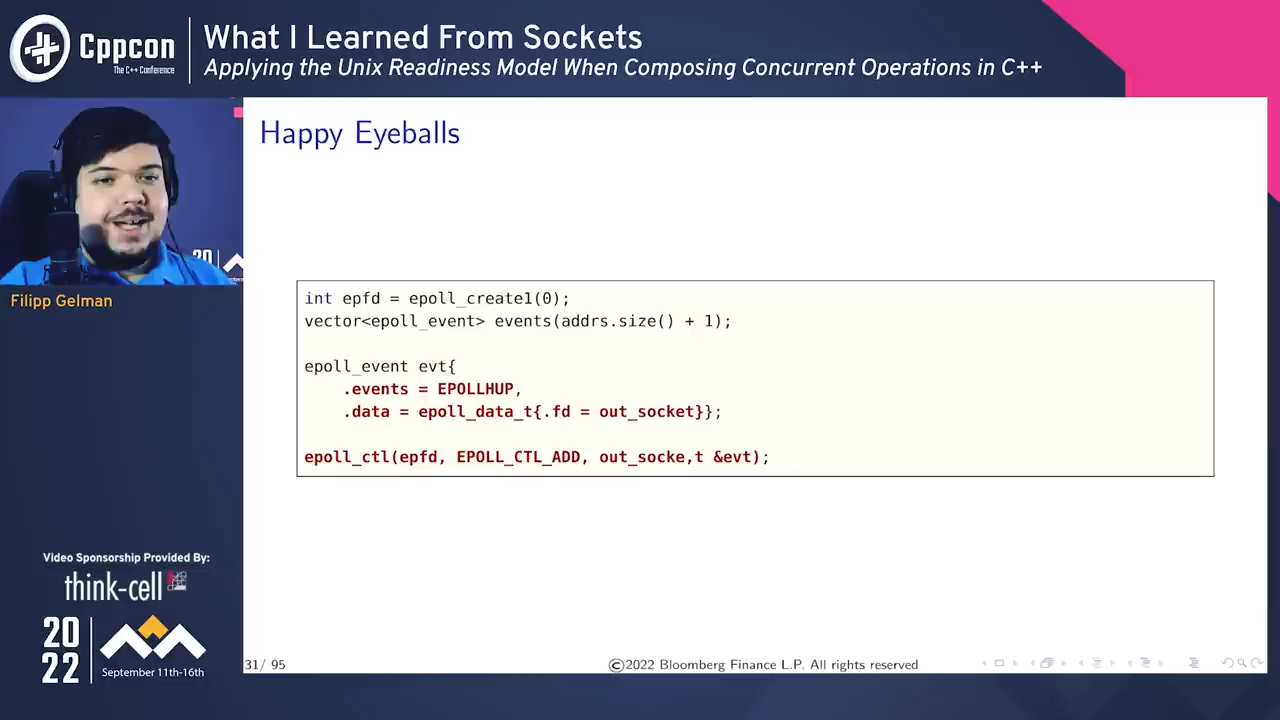 Cppcon
The C++ Conference
What I Learned From Sockets
Applying the Unix Readiness Model When Composing Concurrent Operations in C++
Happy Eyeballs
20
Filipp Gelman
int epfd = epoll_create1(0);
vector<epoll_event> events(addrs.size() + 1);
epoll_event evt{
.events = EPOLLHUP,
.data = epoll_data_t{.fd = out_socket}};
epoll_ctl(epfd, EPOLL_CTL_ADD, out_socke,t &evt);
Video Sponsorship Provided By:
think-cell
20
22
September 11th-16th
31/ 95
©2022 Bloomberg Finance L.P. All rights reserved